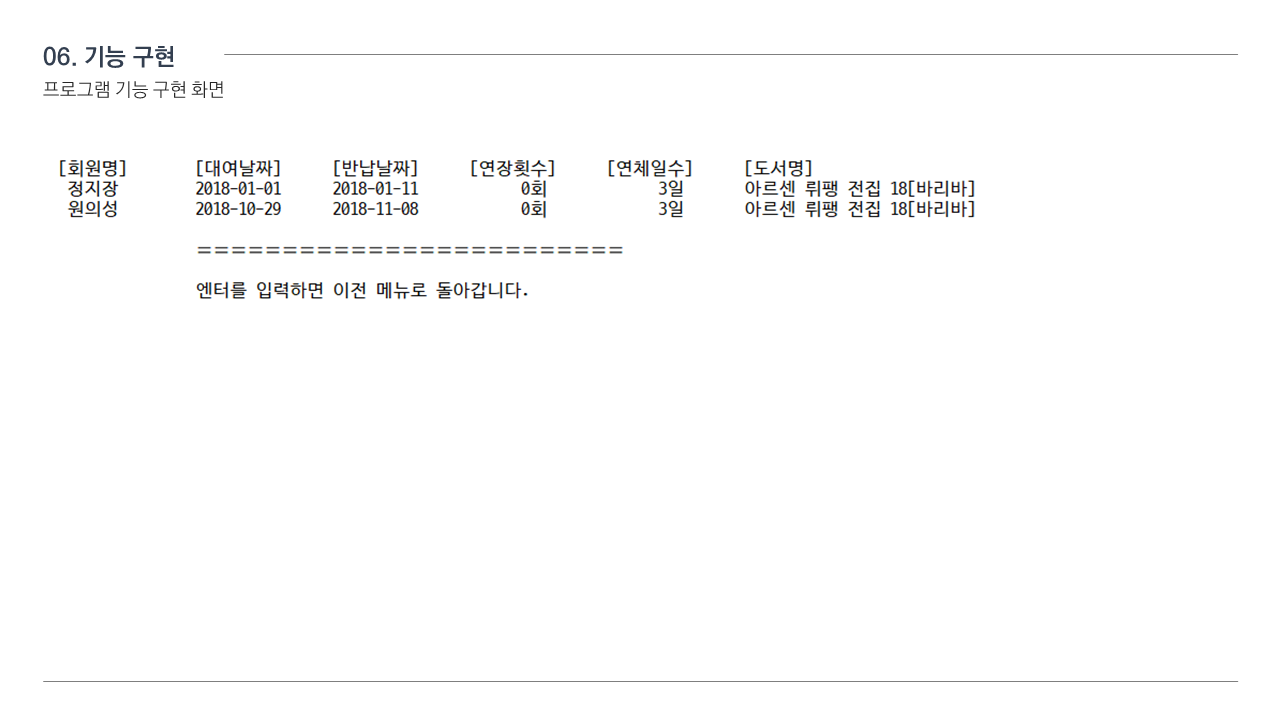 06. 기능 구현
프로그램 기능 구현 화면
[회원명] [대여날짜] [반납날짜] [연장횟수] [연체일수] [도서명]
정지장 2018-01-01 2018-01-11 0회 3일 아르센 뤼팽 전집 18[바리바]
원의성 2018-10-29 2018-11-08 0회 3일 아르센 뤼팽 전집 18[바리바]
=========================
엔터를 입력하면 이전 메뉴로 돌아갑니다.